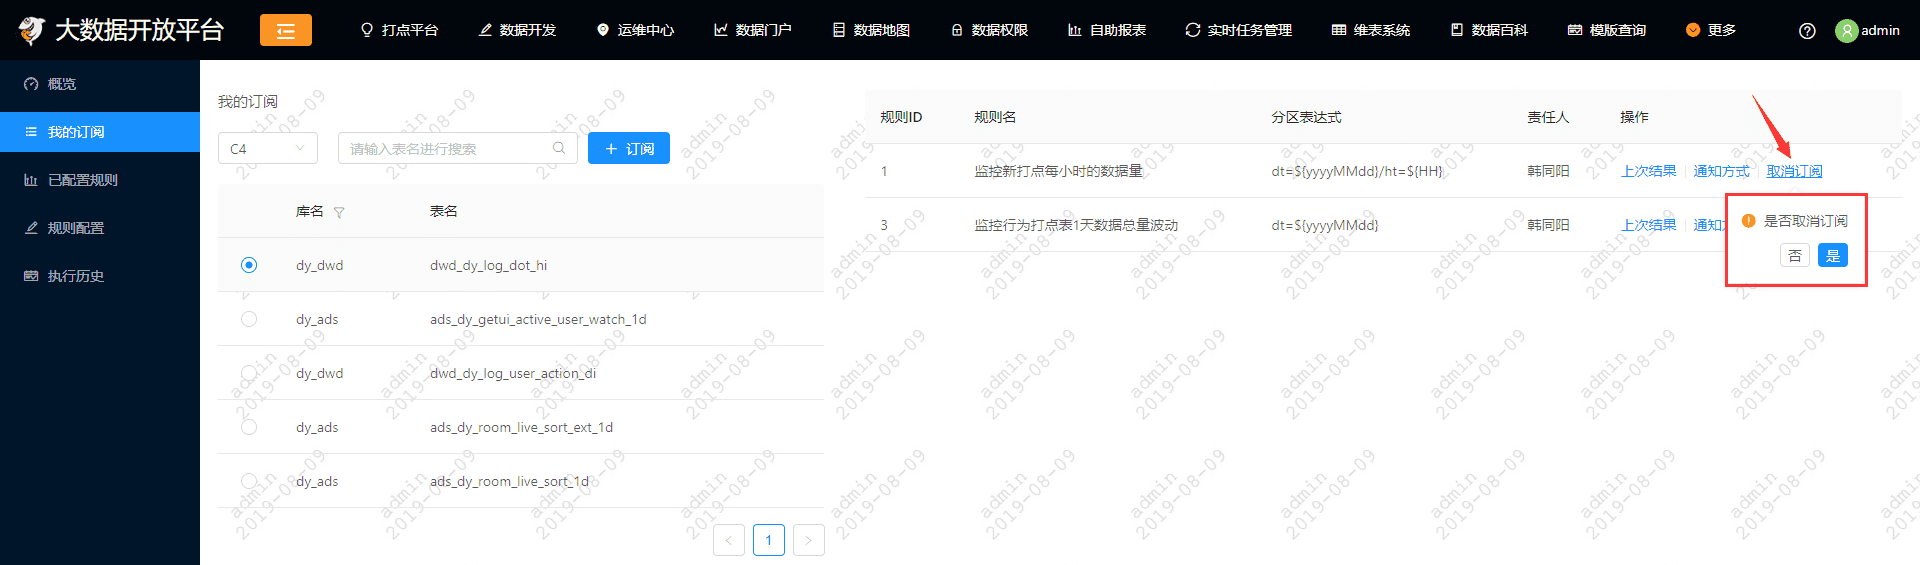 大数据开放平台
打点平台 数据开发 运维中心 数据门户 数据地图 数据权限 自助报表 实时任务管理 维表系统 数据百科 模版查询 更多 admin
概览
我的订阅
已配置规则
规则配置
执行历史
我的订阅
C4 请输入表名进行搜索 + 订阅
库名 表名
dy_dwd dwd_dy_log_dot_hi
dy_ads ads_dy_getui_active_user_watch_1d
dy_dwd dwd_dy_log_user_action_di
dy_ads ads_dy_room_live_sort_ext_1d
dy_ads ads_dy_room_live_sort_1d
< 1 >
规则ID 规则名 分区表达式 责任人 操作
1 监控新打点每小时的数据量 dt=${yyyyMMdd}/ht=${HH} 韩同阳 上次结果 通知方式 取消订阅
3 监控行为打点表1天数据总量波动 dt=${yyyyMMdd} 韩同阳 上次结果 通知
是否取消订阅
否 是
admin
2019-08-09